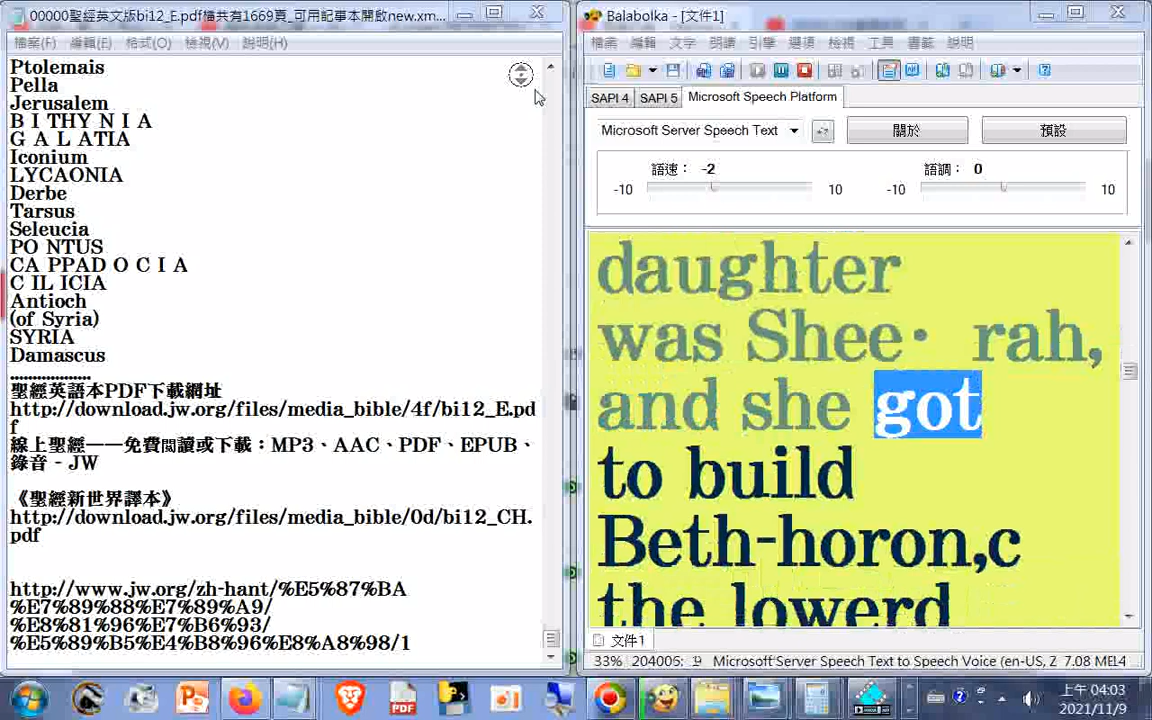 00000聖經英文版bi12_E.pdf檔共有1669頁_可用記事本開啟new.xm...
檔案(F) 編輯(E) 格式(O) 檢視(V) 說明(H)
Ptolemais
Pella
Jerusalem
B I THY N I A
G A L ATIA
Iconium
LYCAONIA
Derbe
Tarsus
Seleucia
PO NTUS
CA PPAD O C I A
C IL ICIA
Antioch
(of Syria)
SYRIA
Damascus
..................
聖經英語本PDF下載網址
http://download.jw.org/files/media_bible/4f/bi12_E.pd
f
線上聖經——免費閱讀或下載：MP3、AAC、PDF、EPUB、
錄音 - JW
《聖經新世界譯本》
http://download.jw.org/files/media_bible/0d/bi12_CH.
pdf
http://www.jw.org/zh-hant/%E5%87%BA
%E7%89%88%E7%89%A9/
%E8%81%96%E7%B6%93/
%E5%89%B5%E4%B8%96%E8%A8%98/1
Balabolka - [文件1]
檔案 編輯 文字 朗讀 引擎 選項 檢視 工具 書籤 說明
SAPI 4 SAPI 5 Microsoft Speech Platform
Microsoft Server Speech Text 關於 預設
語速： -2 語調： 0
-10 10 -10 10
daughter
was Shee· rah,
and she got
to build
Beth-horon,c
the lowerd
文件1
33% 204005: Microsoft Server Speech Text to Speech Voice (en-US, Z 7.08 ME
上午 04:03
2021/11/9